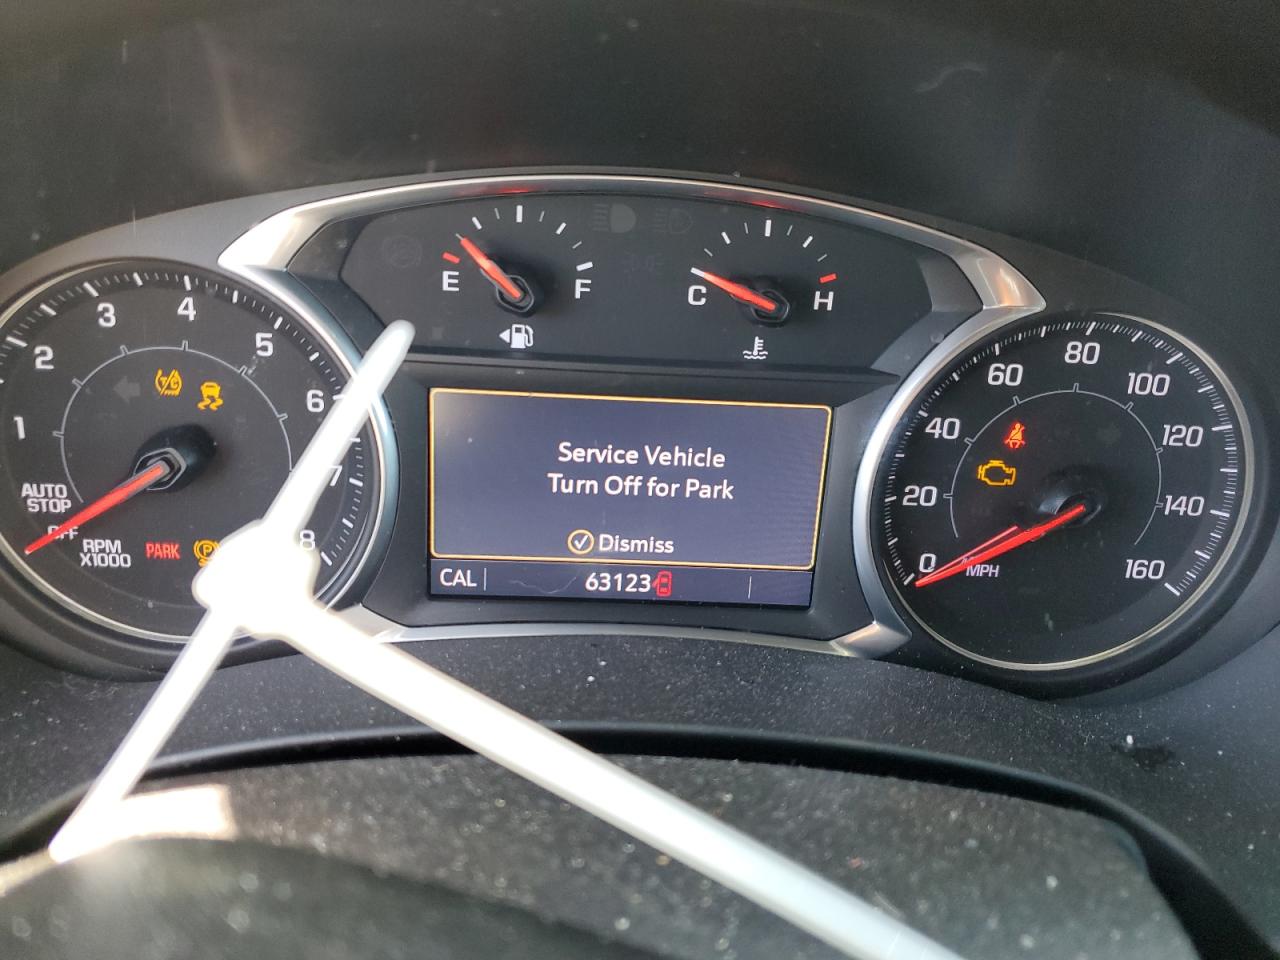 E
F
C
H
1
2
3
4
5
6
7
8
AUTO
STOP
OFF
RPM
X1000
PARK
P
T/C
Service Vehicle
Turn Off for Park
Dismiss
CAL
63123
0
20
40
60
80
100
120
140
160
MPH